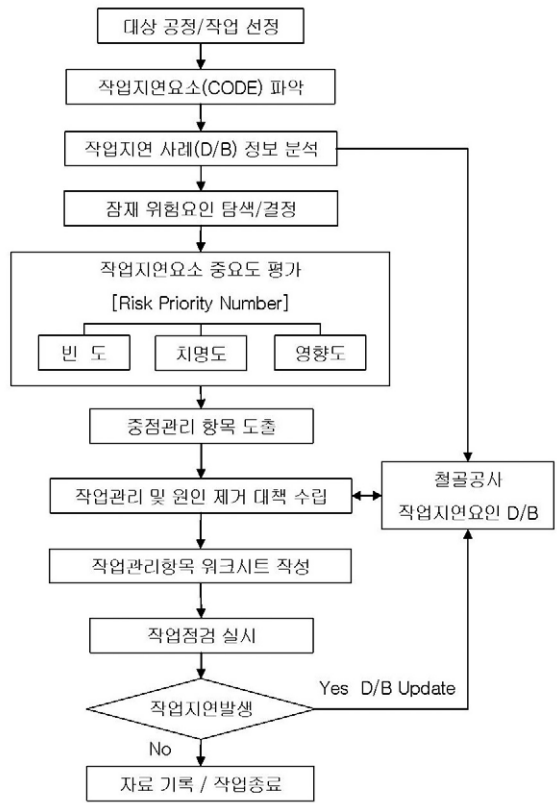 대상 공정/작업 선정
작업지연요소(CODE) 파악
작업지연 사례(D/B) 정보 분석
잠재 위험요인 탐색/결정
작업지연요소 중요도 평가
[Risk Priority Number]
빈 도
치명도
영향도
중점관리 항목 도출
작업관리 및 원인 제거 대책 수립
철골공사
작업지연요인 D/B
작업관리항목 워크시트 작성
작업점검 실시
작업지연발생
Yes D/B Update
No
자료 기록 / 작업종료